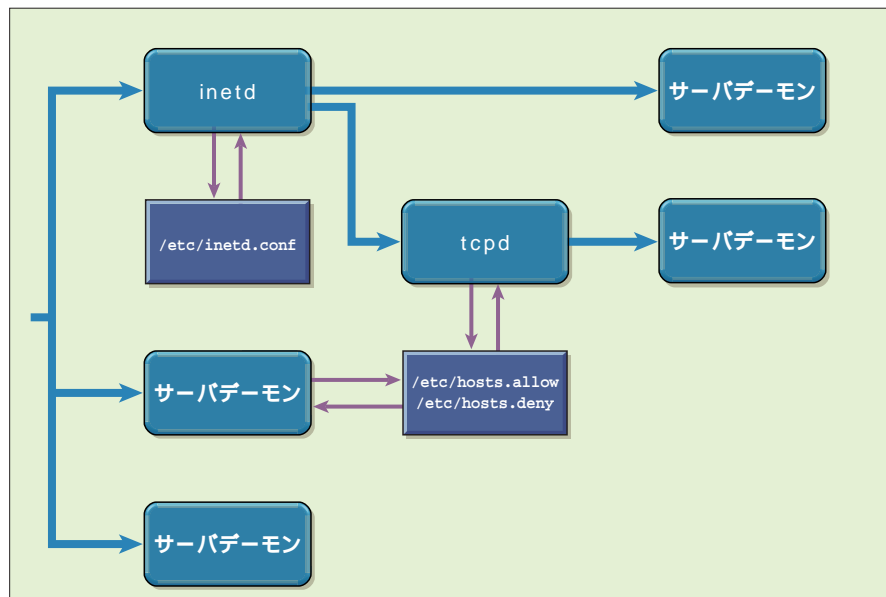 inetd
サーバデーモン
/etc/inetd.conf
tcpd
サーバデーモン
サーバデーモン
/etc/hosts.allow
/etc/hosts.deny
サーバデーモン